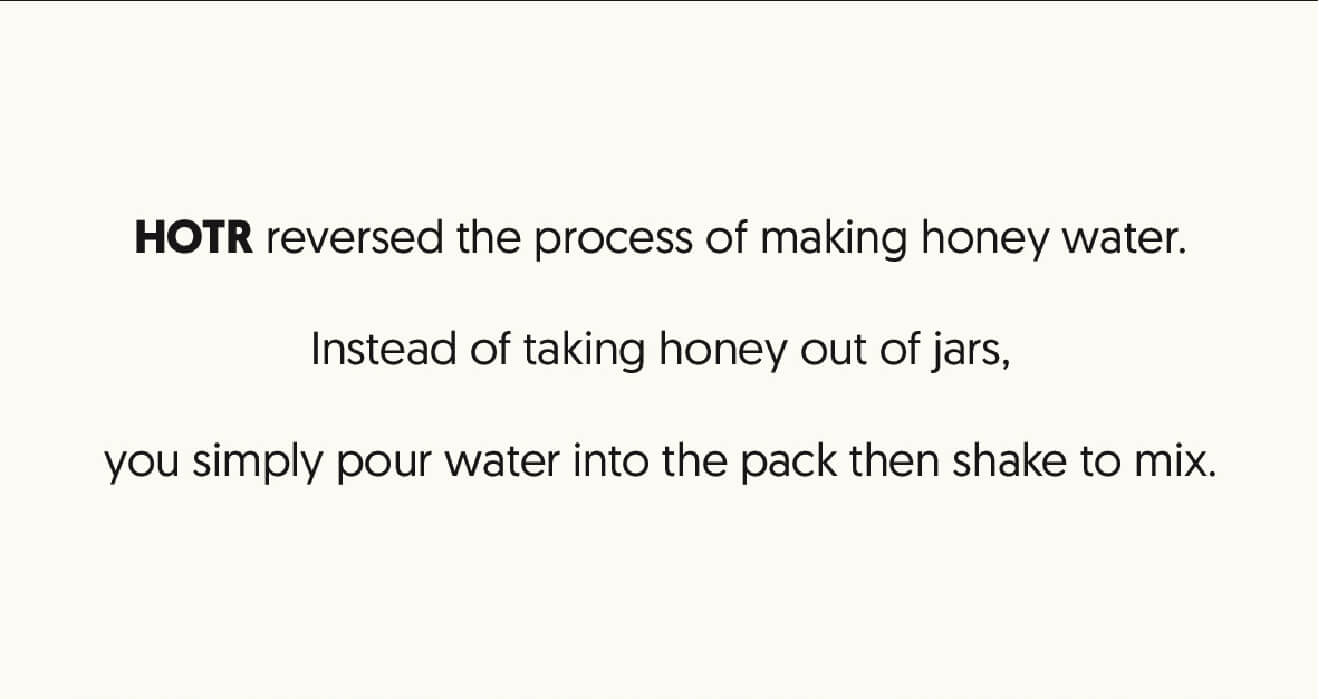 HOTR reversed the process of making honey water.
Instead of taking honey out of jars,
you simply pour water into the pack then shake to mix.